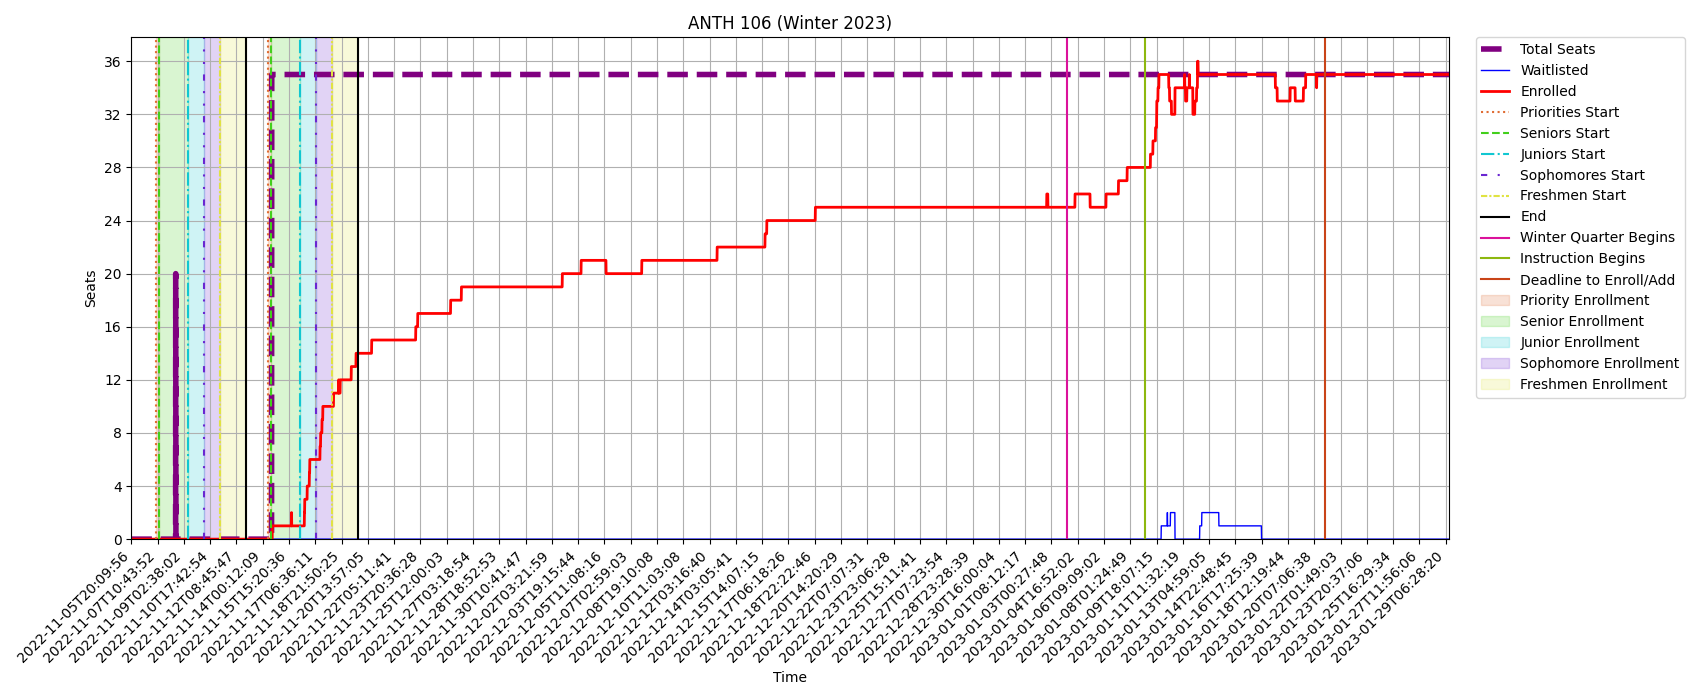 ANTH 106 (Winter 2023)
Seats
36
32
28
24
20
16
12
8
4
0
2022-11-05T20:09:56
2022-11-07T10:43:52
2022-11-09T02:38:02
2022-11-10T17:42:54
2022-11-12T08:45:47
2022-11-14T00:12:09
2022-11-15T15:20:36
2022-11-17T06:36:11
2022-11-18T21:50:25
2022-11-20T13:57:05
2022-11-22T05:11:41
2022-11-23T20:36:28
2022-11-25T12:00:03
2022-11-27T03:18:54
2022-11-28T18:52:53
2022-11-30T10:41:47
2022-12-02T03:21:59
2022-12-03T19:15:44
2022-12-05T11:08:16
2022-12-07T02:59:03
2022-12-08T19:10:08
2022-12-10T11:03:08
2022-12-12T03:16:40
2022-12-14T03:05:41
2022-12-15T14:07:15
2022-12-17T06:18:26
2022-12-18T22:22:46
2022-12-20T14:20:29
2022-12-22T07:07:31
2022-12-23T23:06:28
2022-12-25T15:11:41
2022-12-27T07:23:54
2022-12-28T23:28:39
2022-12-30T16:00:04
2023-01-01T08:12:17
2023-01-03T00:27:48
2023-01-04T16:52:02
2023-01-06T09:09:02
2023-01-08T01:24:49
2023-01-09T18:07:15
2023-01-11T11:32:19
2023-01-13T04:59:05
2023-01-14T22:48:45
2023-01-16T17:25:39
2023-01-18T12:19:44
2023-01-20T07:06:38
2023-01-22T01:49:03
2023-01-23T20:37:06
2023-01-25T16:29:34
2023-01-27T11:56:06
2023-01-29T06:28:20
Time
Total Seats
Waitlisted
Enrolled
Priorities Start
Seniors Start
Juniors Start
Sophomores Start
Freshmen Start
End
Winter Quarter Begins
Instruction Begins
Deadline to Enroll/Add
Priority Enrollment
Senior Enrollment
Junior Enrollment
Sophomore Enrollment
Freshmen Enrollment